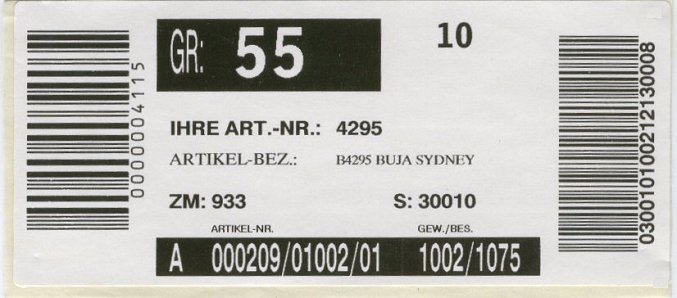 0000004115
GR: 55
10
IHRE ART.-NR.: 4295
ARTIKEL-BEZ.: B4295 BUJA SYDNEY
ZM: 933 S: 30010
ARTIKEL-NR. GEW./BES.
A 000209/01002/01 1002/1075
03001010021213008